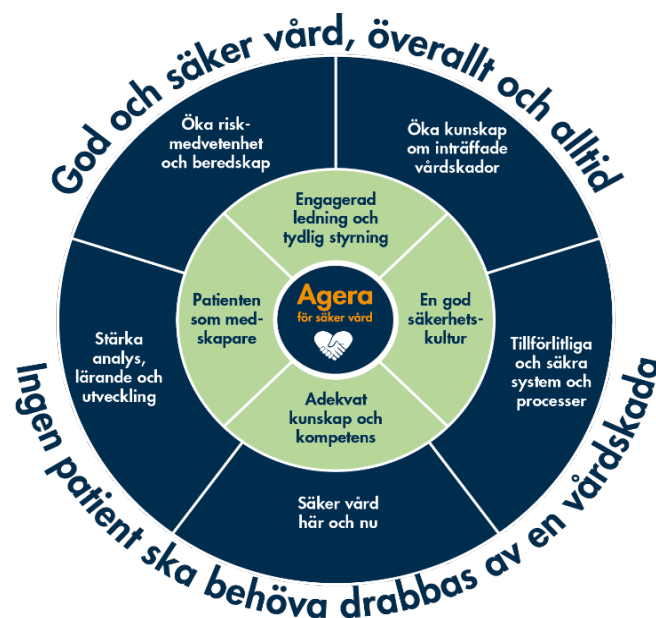 God och säker vård, överallt och alltid
Öka risk-
medvetenhet
och beredskap
Öka kunskap
om inträffade
vårdskador
Engagerad
ledning och
tydlig styrning
Patienten
som med-
skapare
Agera
för säker vård
En god
säkerhets-
kultur
Stärka
analys,
lärande och
utveckling
Tillförlitliga
och säkra
system och
processer
Adekvat
kunskap och
kompetens
Säker vård
här och nu
Ingen patient ska behöva drabbas av en vårdskada